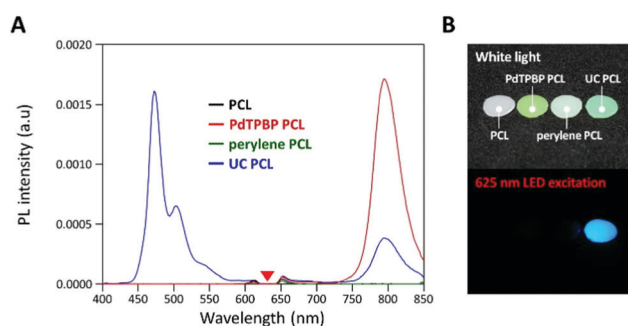 A
PL intensity (a.u)
0.0020
0.0015
0.0010
0.0005
0.0000
PCL
PdTPBP PCL
perylene PCL
UC PCL
400 450 500 550 600 650 700 750 800 850
Wavelength (nm)
B
White light
PdTPBP PCL UC PCL
PCL perylene PCL
625 nm LED excitation